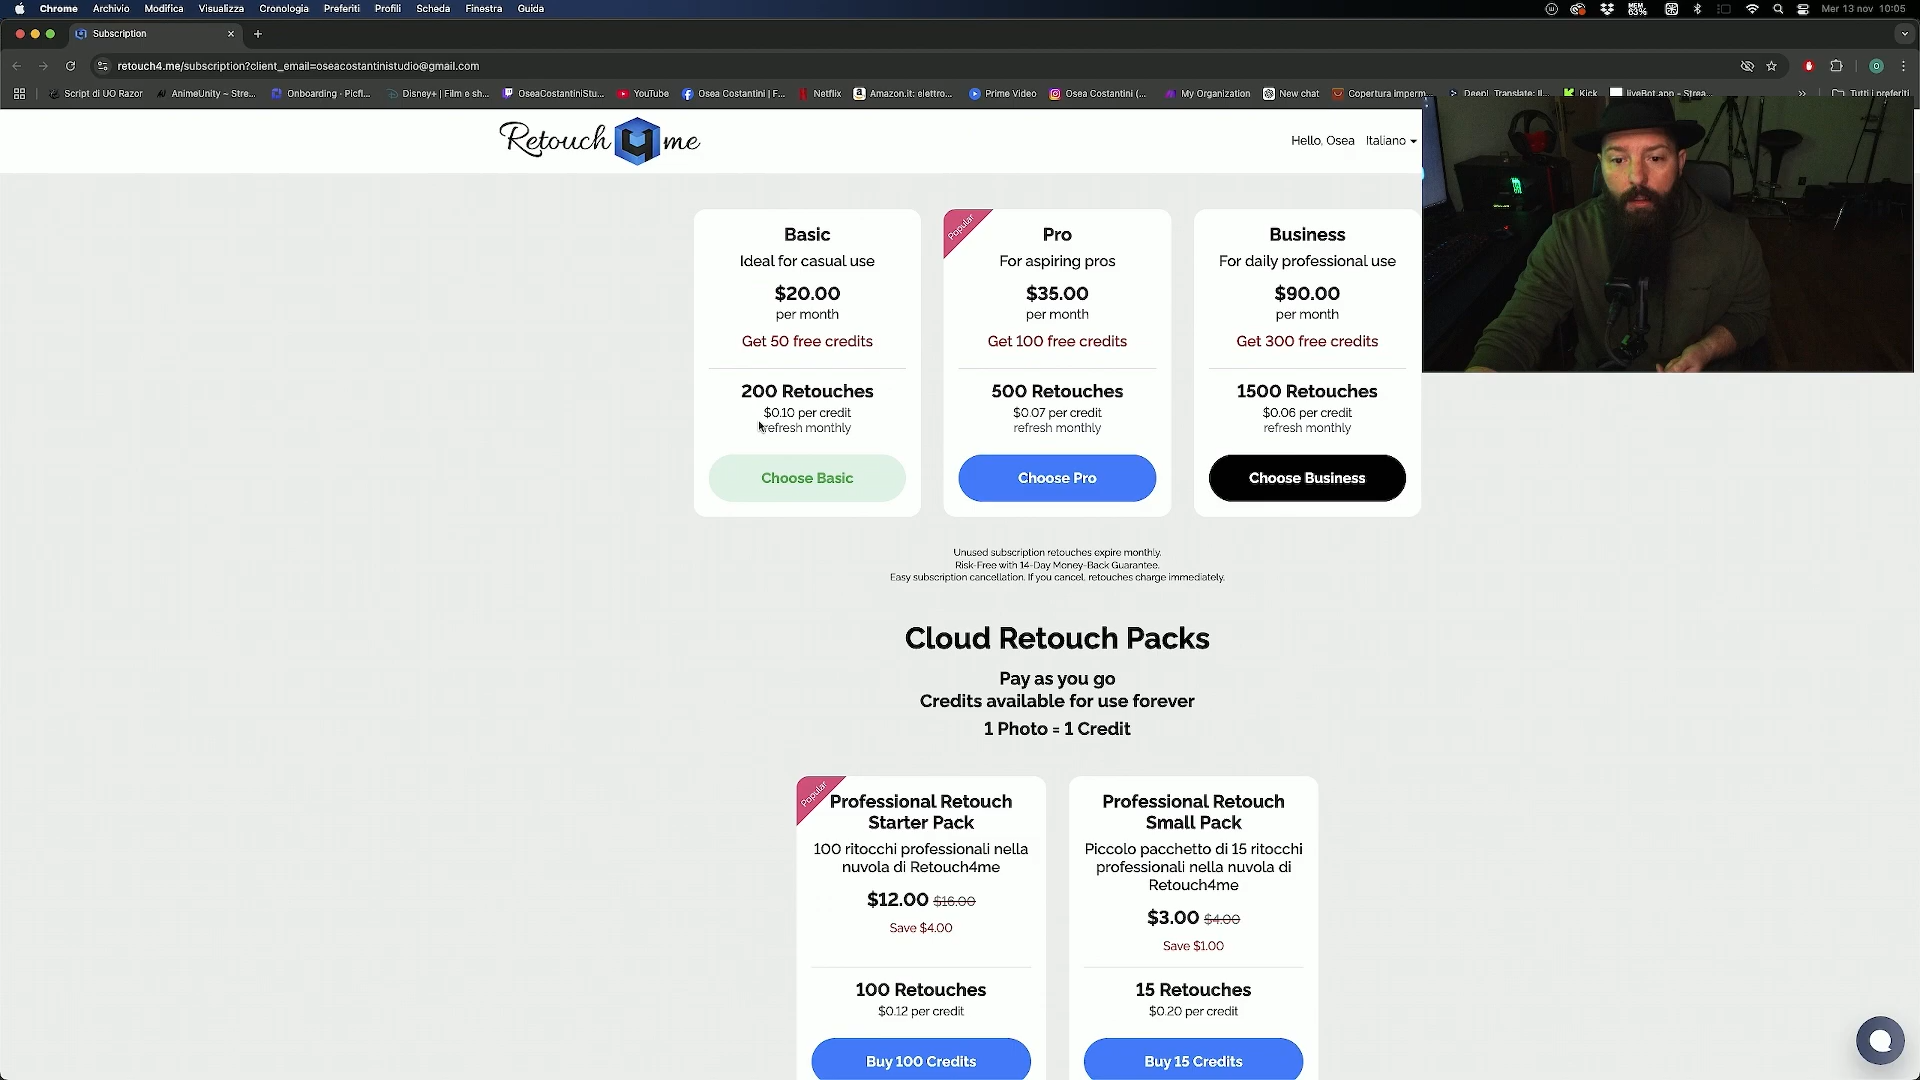 Chrome Archivio Modifica Visualizza Cronologia Preferiti Profili Scheda Finestra Guida
MEM 63% Mer 13 nov 10:05
Subscription
retouch4.me/subscription?client_email=oseacostantinistudio@gmail.com
Script di UO Razor AnimeUnity ~ Stre... Onboarding - Picfl... Disney+ | Film e sh... OseaCostantiniStu... YouTube Osea Costantini | F... Netflix Amazon.it: elettro... Prime Video Osea Costantini (... My Organization New chat Copertura imperm... DeepL Translate: Il... Kick liveBot.app - Strea... Tutti i preferiti
Retouch 4 me
Hello, Osea Italiano
Basic
Ideal for casual use
$20.00
per month
Get 50 free credits
200 Retouches
$0.10 per credit
refresh monthly
Choose Basic
Popular
Pro
For aspiring pros
$35.00
per month
Get 100 free credits
500 Retouches
$0.07 per credit
refresh monthly
Choose Pro
Business
For daily professional use
$90.00
per month
Get 300 free credits
1500 Retouches
$0.06 per credit
refresh monthly
Choose Business
Unused subscription retouches expire monthly.
Risk-Free with 14-Day Money-Back Guarantee.
Easy subscription cancellation. If you cancel, retouches charge immediately.
Cloud Retouch Packs
Pay as you go
Credits available for use forever
1 Photo = 1 Credit
Popular
Professional Retouch
Starter Pack
100 ritocchi professionali nella
nuvola di Retouch4me
$12.00 $16.00
Save $4.00
100 Retouches
$0.12 per credit
Buy 100 Credits
Professional Retouch
Small Pack
Piccolo pacchetto di 15 ritocchi
professionali nella nuvola di
Retouch4me
$3.00 $4.00
Save $1.00
15 Retouches
$0.20 per credit
Buy 15 Credits